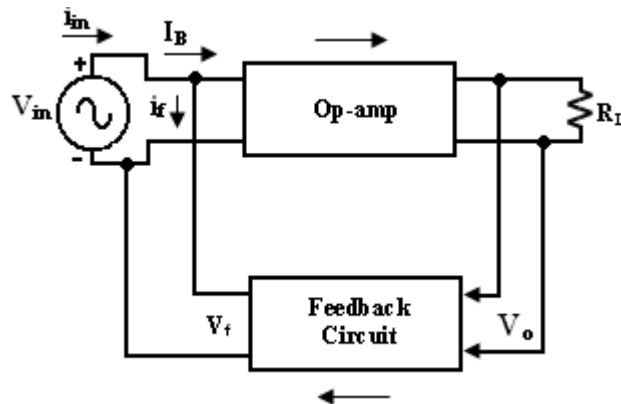 iin
IB
+
Vin
if
Op-amp
RL
-
Vf
Feedback
Circuit
Vo